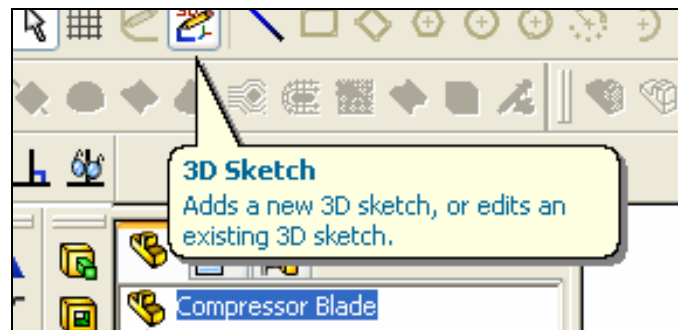 3D Sketch
Adds a new 3D sketch, or edits an
existing 3D sketch.
Compressor Blade